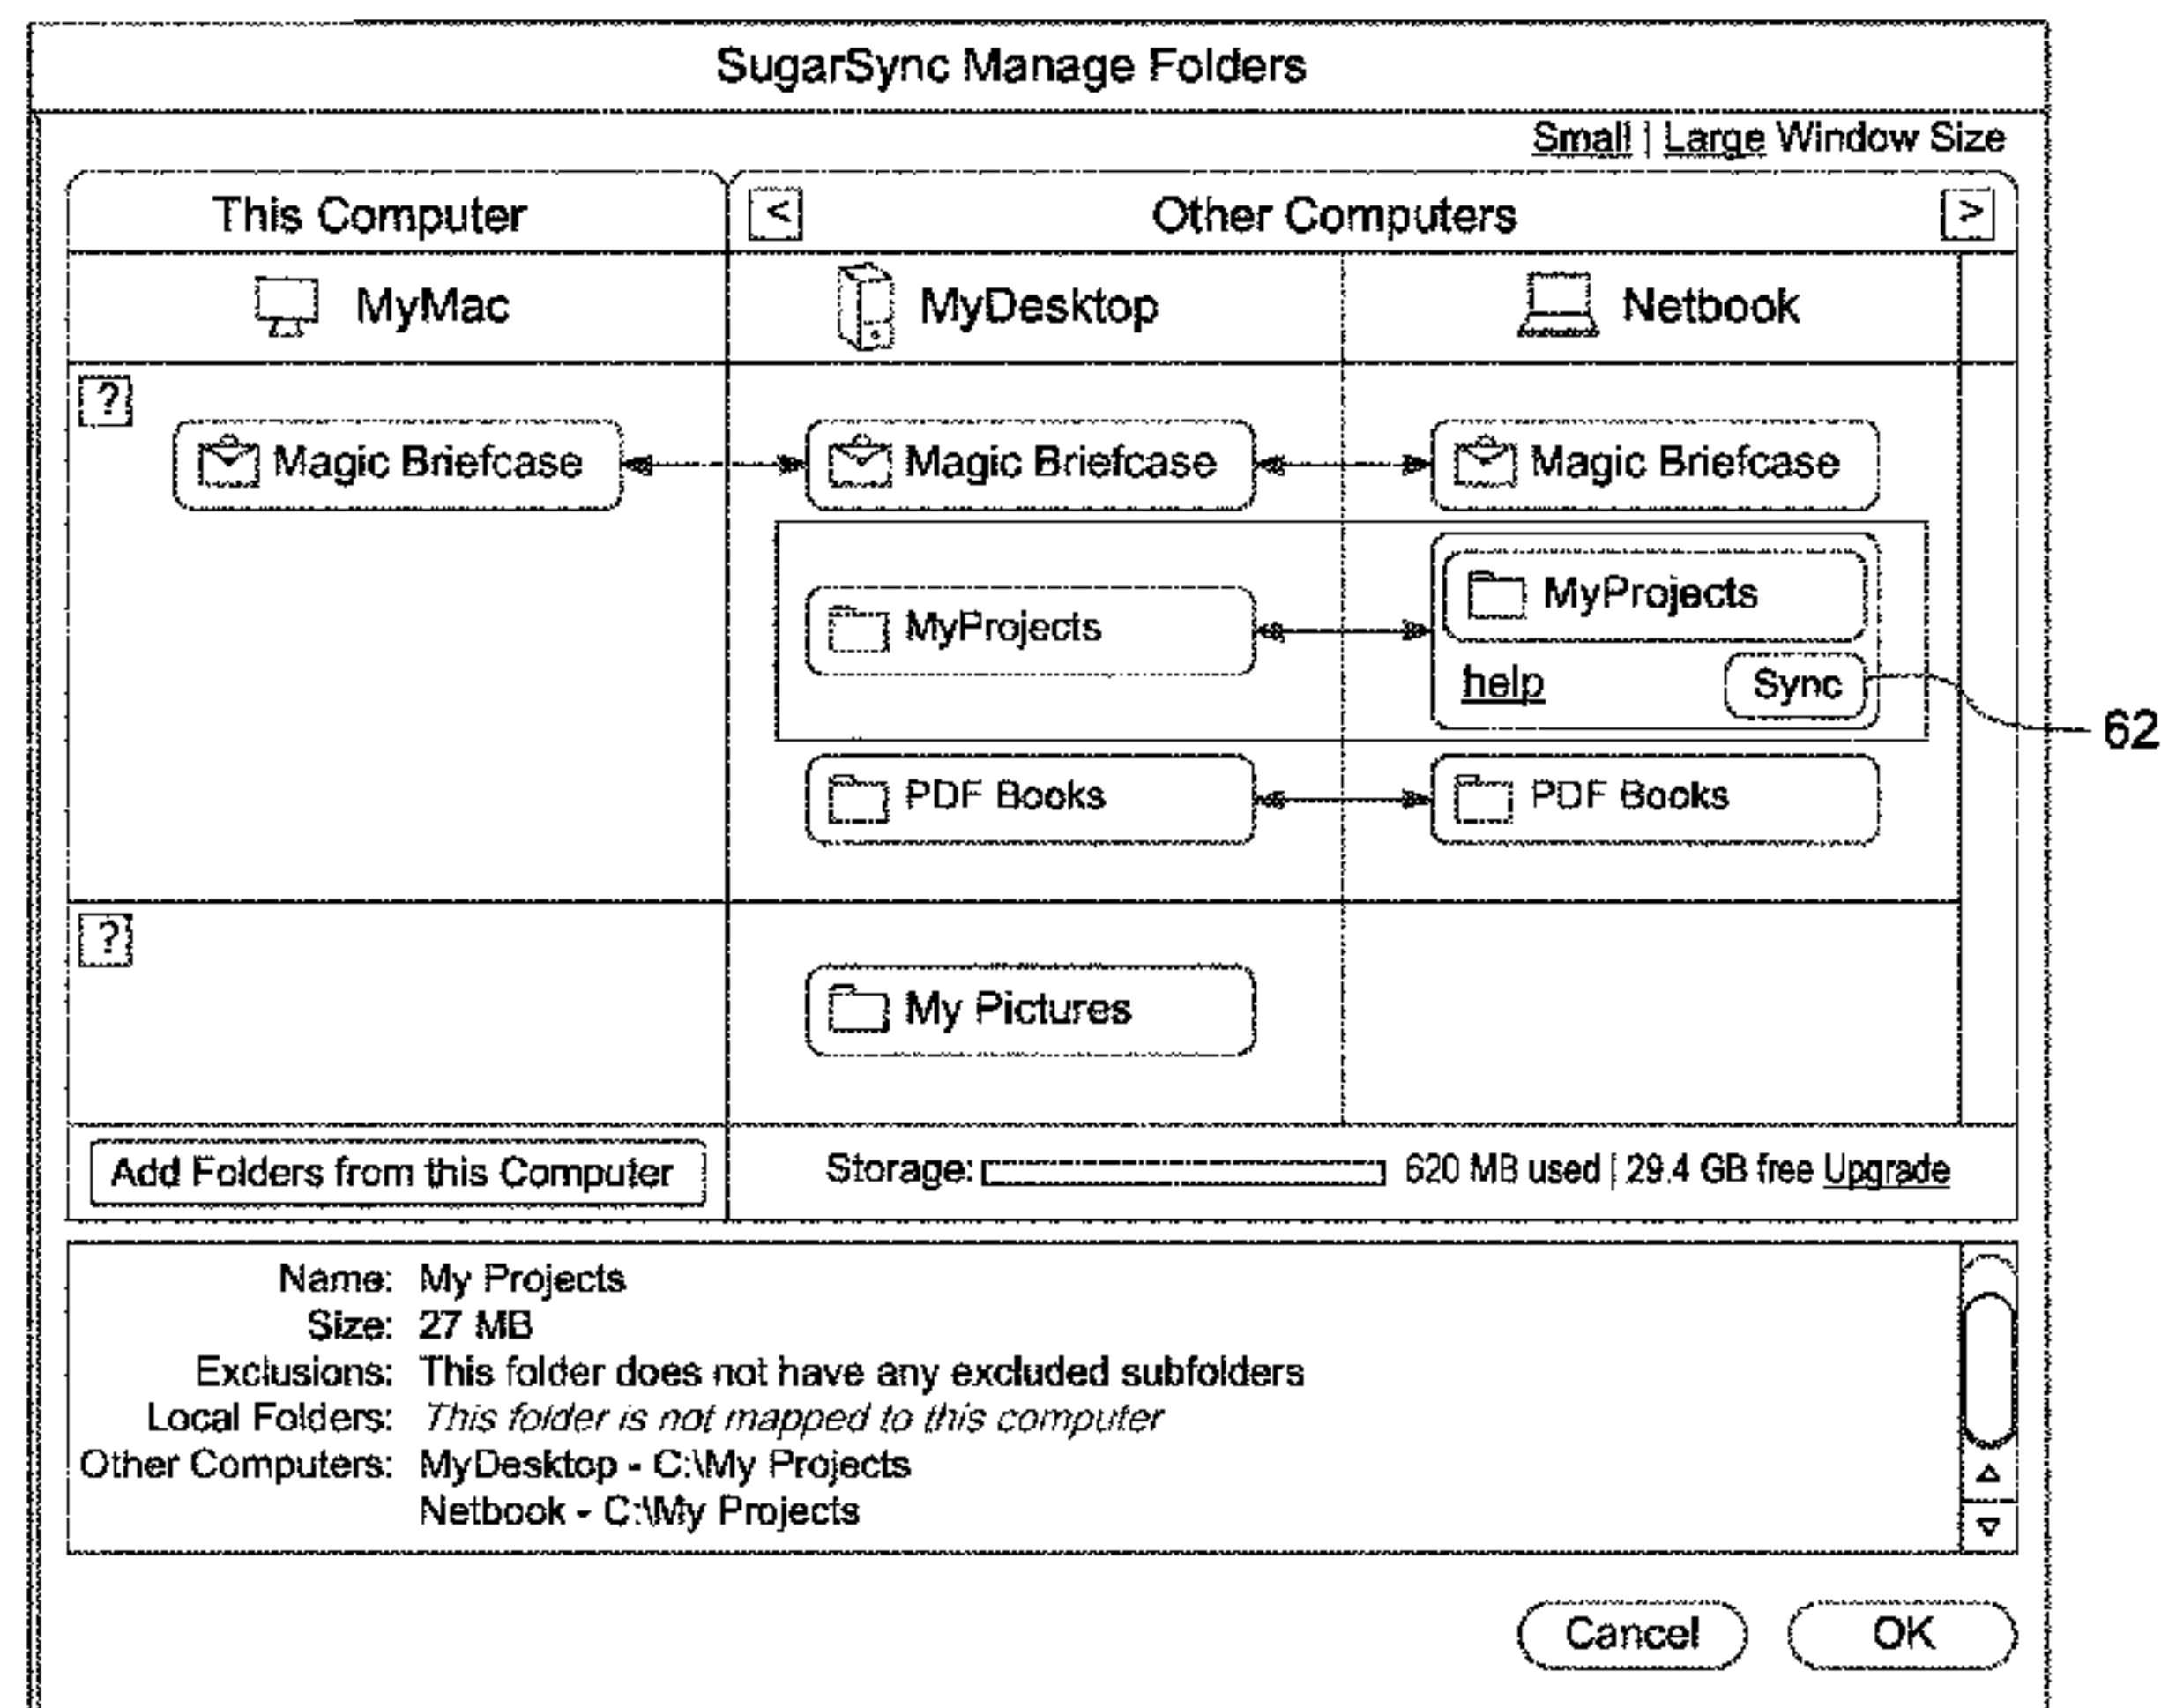 SugarSync Manage Folders
Small | Large Window Size
This Computer
< Other Computers >
MyMac
MyDesktop
Netbook
?
Magic Briefcase
Magic Briefcase
Magic Briefcase
MyProjects
MyProjects
help Sync
62
PDF Books
PDF Books
?
My Pictures
Add Folders from this Computer
Storage: 620 MB used | 29.4 GB free Upgrade
Name: My Projects
Size: 27 MB
Exclusions: This folder does not have any excluded subfolders
Local Folders: This folder is not mapped to this computer
Other Computers: MyDesktop - C:\My Projects
Netbook - C:\My Projects
Cancel
OK